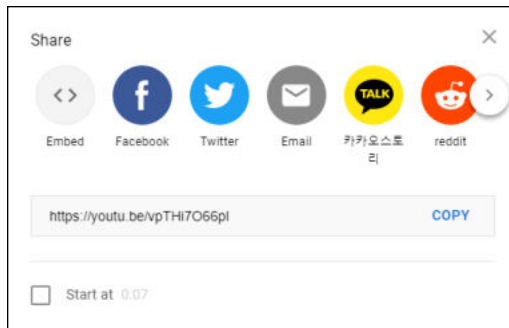 Share
Embed
Facebook
Twitter
Email
TALK
카카오스토
리
reddit
https://youtu.be/vpTHi7O66pI
COPY
Start at 0:07